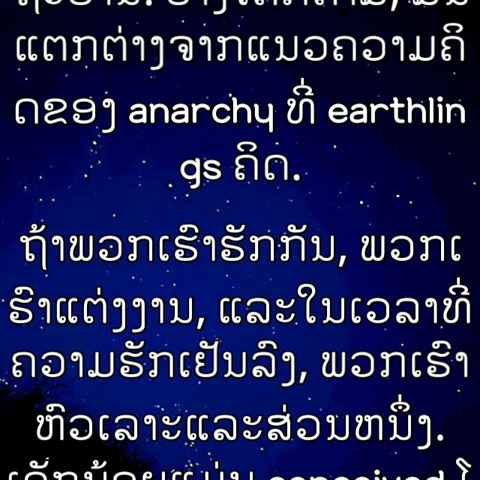 ແຕກຕ່າງຈາກແນວຄວາມຄິ
ດຂອງ anarchy ທີ່ earthlin
gs ຄິດ.
ຖ້າພວກເຮົາຮັກກັນ, ພວກເ
ຮົາແຕ່ງງານ, ແລະໃນເວລາທີ່
ຄວາມຮັກເຢັນລົງ, ພວກເຮົາ
ຫົວເລາະແລະສ່ວນຫນຶ່ງ.